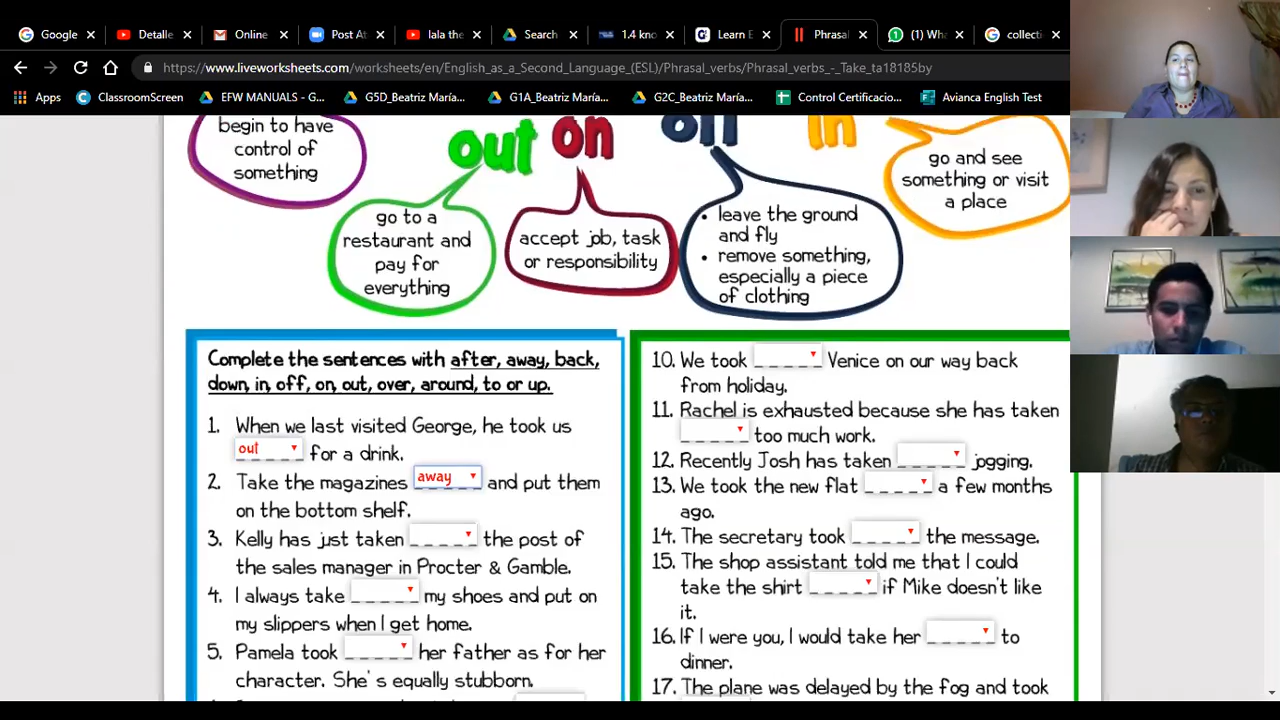 Google
Detalle
Online
Post At
lala the
Search
1.4 kno
Learn E
Phrasal
(1) Wha
collecti
https://www.liveworksheets.com/worksheets/en/English_as_a_Second_Language_(ESL)/Phrasal_verbs/Phrasal_verbs_-_Take_ta18185by
Apps
ClassroomScreen
EFW MANUALS - G...
G5D_Beatriz María...
G1A_Beatriz María...
G2C_Beatriz María...
Control Certificacio...
Avianca English Test
begin to have
control of
something
out
on
off
in
go to a
restaurant and
pay for
everything
accept job, task
or responsibility
• leave the ground
and fly
• remove something,
especially a piece
of clothing
go and see
something or visit
a place
Complete the sentences with after, away, back,
down, in, off, on, out, over, around, to or up.
1. When we last visited George, he took us
out for a drink.
2. Take the magazines away and put them
on the bottom shelf.
3. Kelly has just taken _ _ _ _ _ the post of
the sales manager in Procter & Gamble.
4. I always take _ _ _ _ _ my shoes and put on
my slippers when I get home.
5. Pamela took _ _ _ _ _ her father as for her
character. She's equally stubborn.
10. We took _ _ _ _ _ Venice on our way back
from holiday.
11. Rachel is exhausted because she has taken
_ _ _ _ _ too much work.
12. Recently Josh has taken _ _ _ _ _ jogging.
13. We took the new flat _ _ _ _ _ a few months
ago.
14. The secretary took _ _ _ _ _ the message.
15. The shop assistant told me that I could
take the shirt _ _ _ _ _ if Mike doesn't like
it.
16. If I were you, I would take her _ _ _ _ _ to
dinner.
17. The plane was delayed by the fog and took